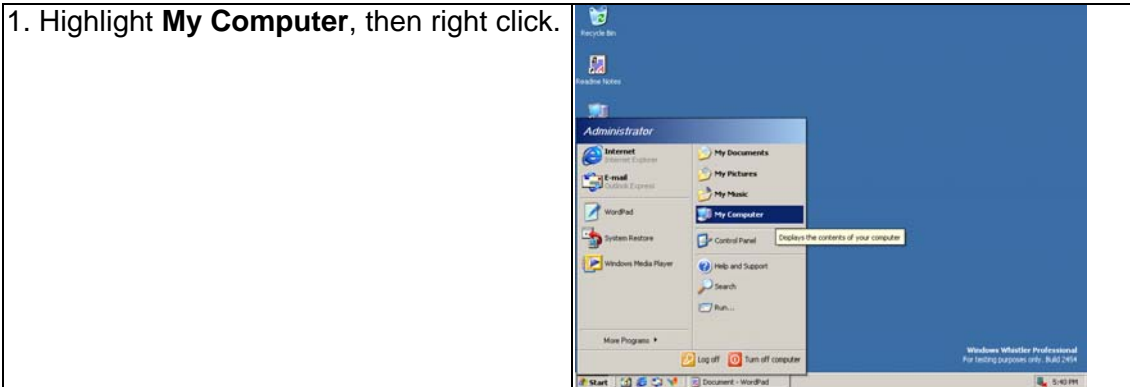 1. Highlight My Computer, then right click.
Recycle Bin
Readme Notes
Administrator
Internet
Internet Explorer
E-mail
Outlook Express
WordPad
System Restore
Windows Media Player
More Programs
My Documents
My Pictures
My Music
My Computer
Displays the contents of your computer
Control Panel
Help and Support
Search
Run...
Log off
Turn off computer
Windows Whistler Professional
For testing purposes only. Build 2454
Start
Document - WordPad
5:40 PM